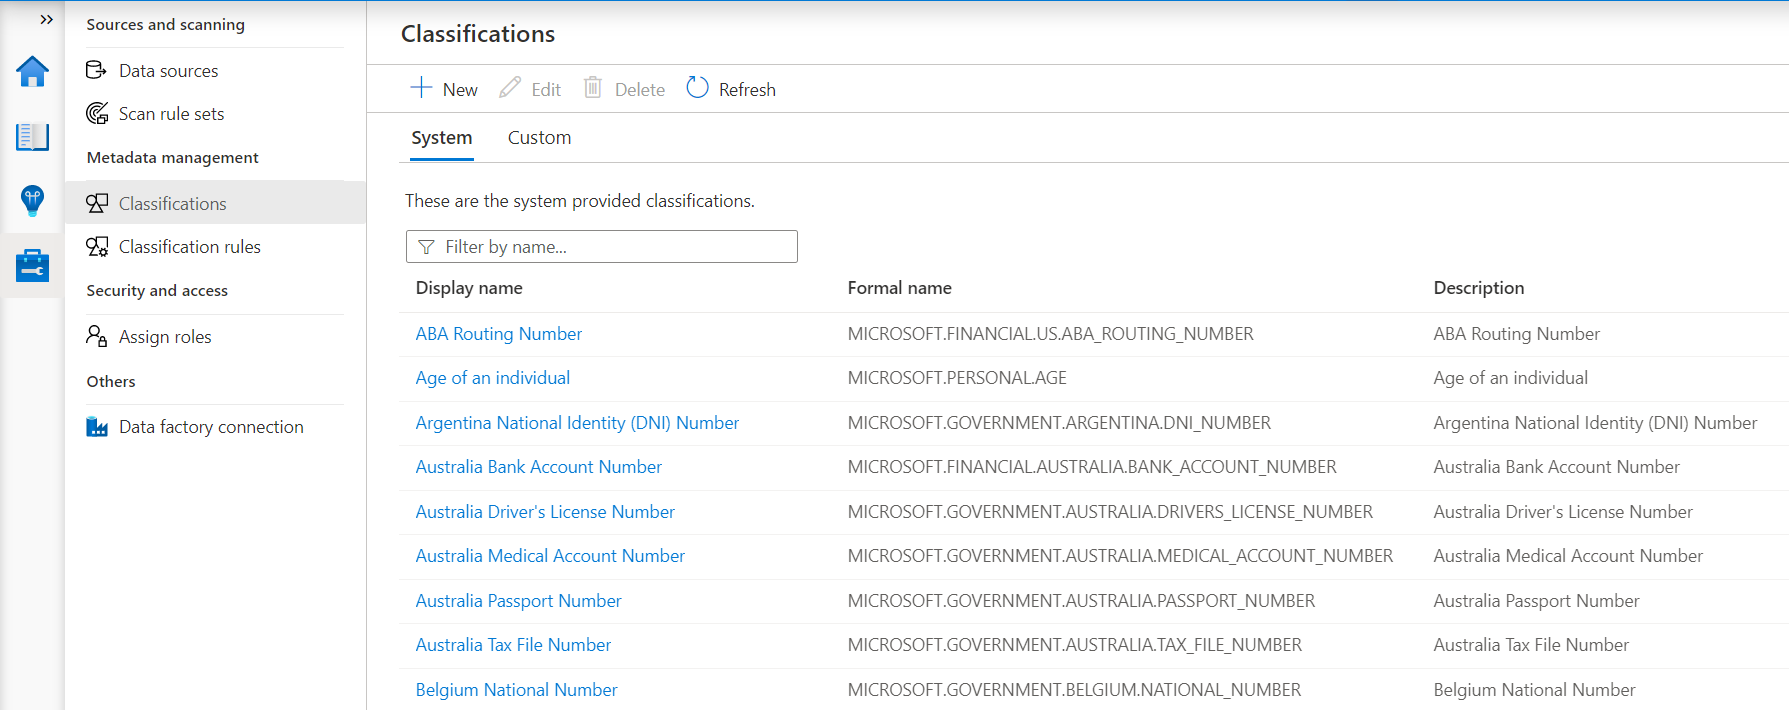 Sources and scanning
Data sources
Scan rule sets
Metadata management
Classifications
Classification rules
Security and access
Assign roles
Others
Data factory connection
Classifications
New Edit Delete Refresh
System Custom
These are the system provided classifications.
Filter by name...
Display name Formal name Description
ABA Routing Number MICROSOFT.FINANCIAL.US.ABA_ROUTING_NUMBER ABA Routing Number
Age of an individual MICROSOFT.PERSONAL.AGE Age of an individual
Argentina National Identity (DNI) Number MICROSOFT.GOVERNMENT.ARGENTINA.DNI_NUMBER Argentina National Identity (DNI) Number
Australia Bank Account Number MICROSOFT.FINANCIAL.AUSTRALIA.BANK_ACCOUNT_NUMBER Australia Bank Account Number
Australia Driver's License Number MICROSOFT.GOVERNMENT.AUSTRALIA.DRIVERS_LICENSE_NUMBER Australia Driver's License Number
Australia Medical Account Number MICROSOFT.GOVERNMENT.AUSTRALIA.MEDICAL_ACCOUNT_NUMBER Australia Medical Account Number
Australia Passport Number MICROSOFT.GOVERNMENT.AUSTRALIA.PASSPORT_NUMBER Australia Passport Number
Australia Tax File Number MICROSOFT.GOVERNMENT.AUSTRALIA.TAX_FILE_NUMBER Australia Tax File Number
Belgium National Number MICROSOFT.GOVERNMENT.BELGIUM.NATIONAL_NUMBER Belgium National Number